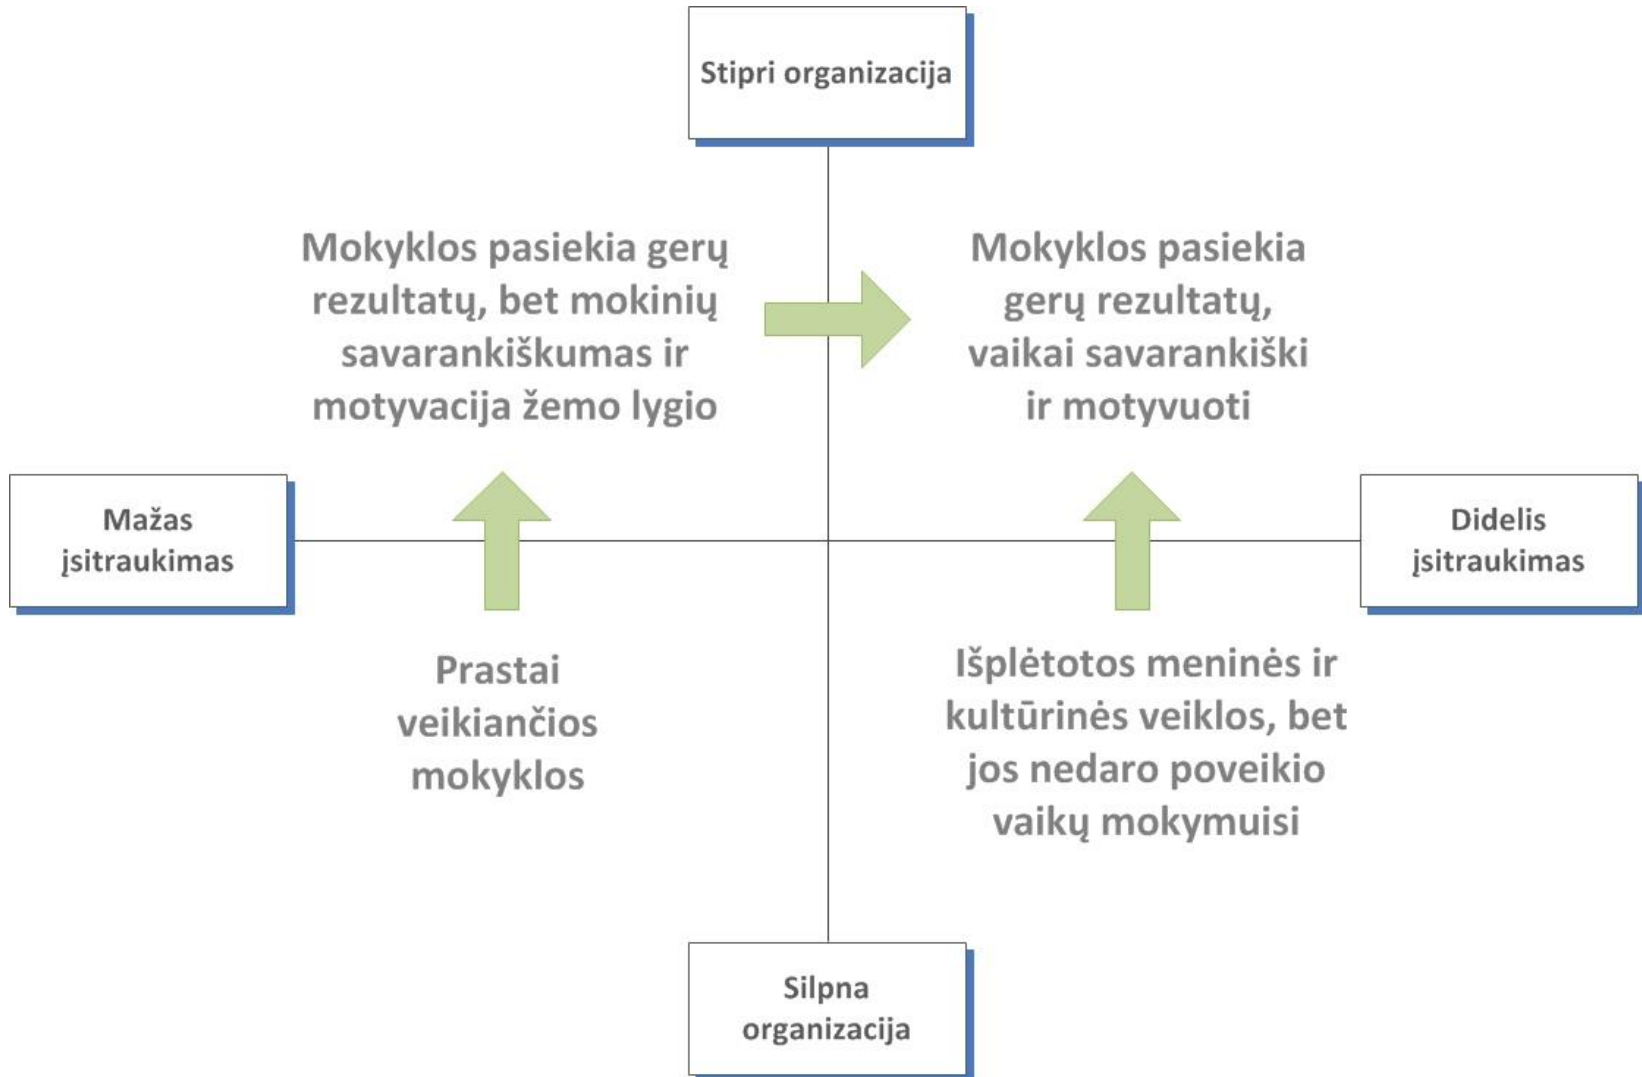 Stipri organizacija
Mokyklos pasiekia gerų
rezultatų, bet mokinių
savarankiškumas ir
motyvacija žemo lygio
Mokyklos pasiekia
gerų rezultatų,
vaikai savarankiški
ir motyvuoti
Mažas
įsitraukimas
Didelis
įsitraukimas
Prastai
veikiančios
mokyklos
Išplėtotos meninės ir
kultūrinės veiklos, bet
jos nedaro poveikio
vaikų mokymuisi
Silpna
organizacija